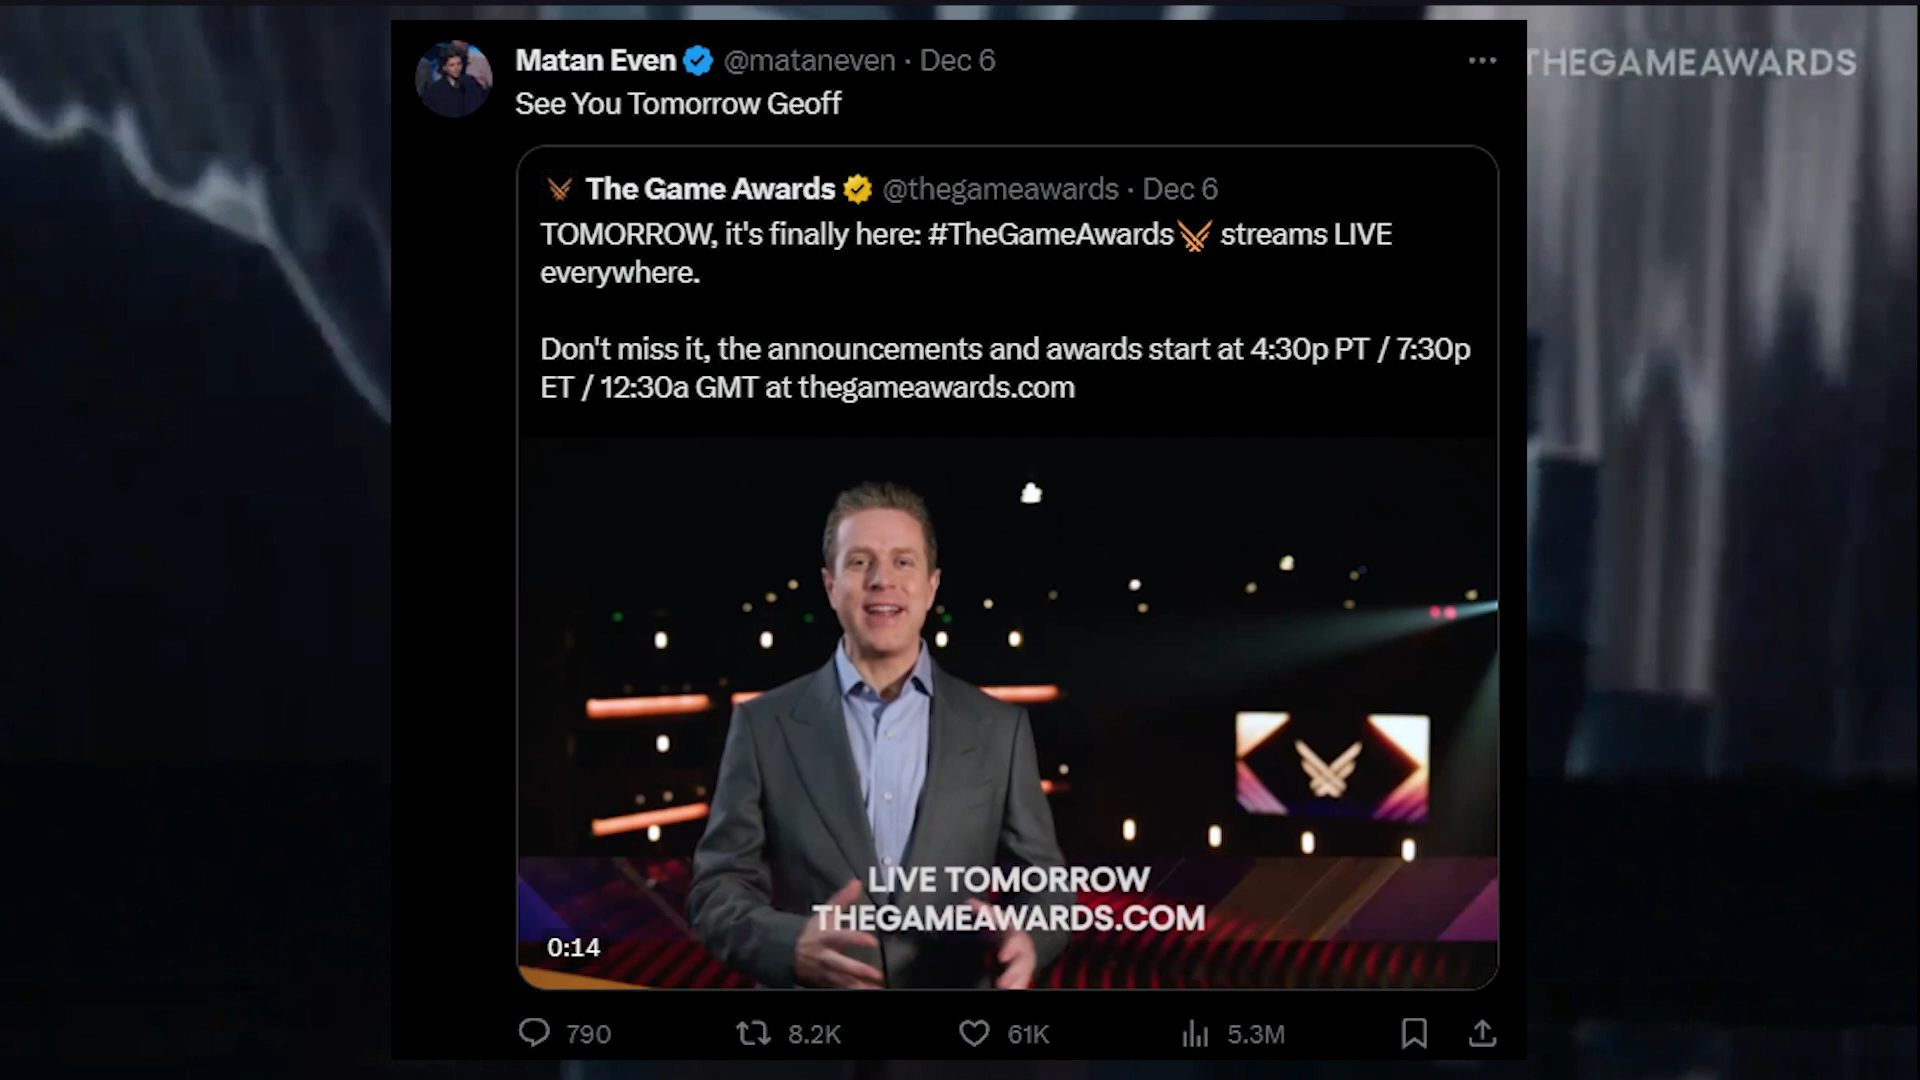 Matan Even @mataneven · Dec 6
THEGAMEAWARDS
See You Tomorrow Geoff
The Game Awards @thegameawards · Dec 6
TOMORROW, it's finally here: #TheGameAwards streams LIVE
everywhere.
Don't miss it, the announcements and awards start at 4:30p PT / 7:30p
ET / 12:30a GMT at thegameawards.com
LIVE TOMORROW
THEGAMEAWARDS.COM
0:14
790 8.2K 61K 5.3M